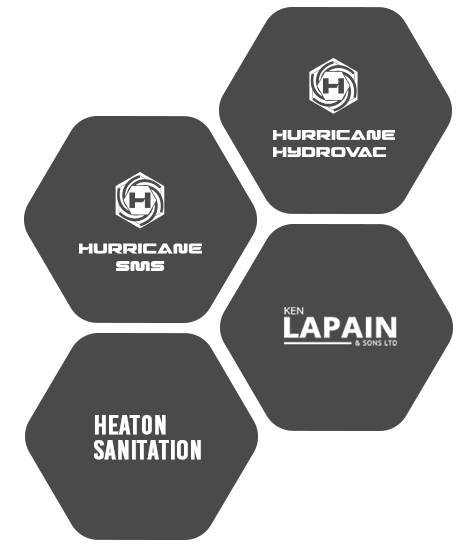 H
HURRICANE
HYDROVAC
H
HURRICANE
SMS
KEN
LAPAIN
& SONS LTD
HEATON
SANITATION